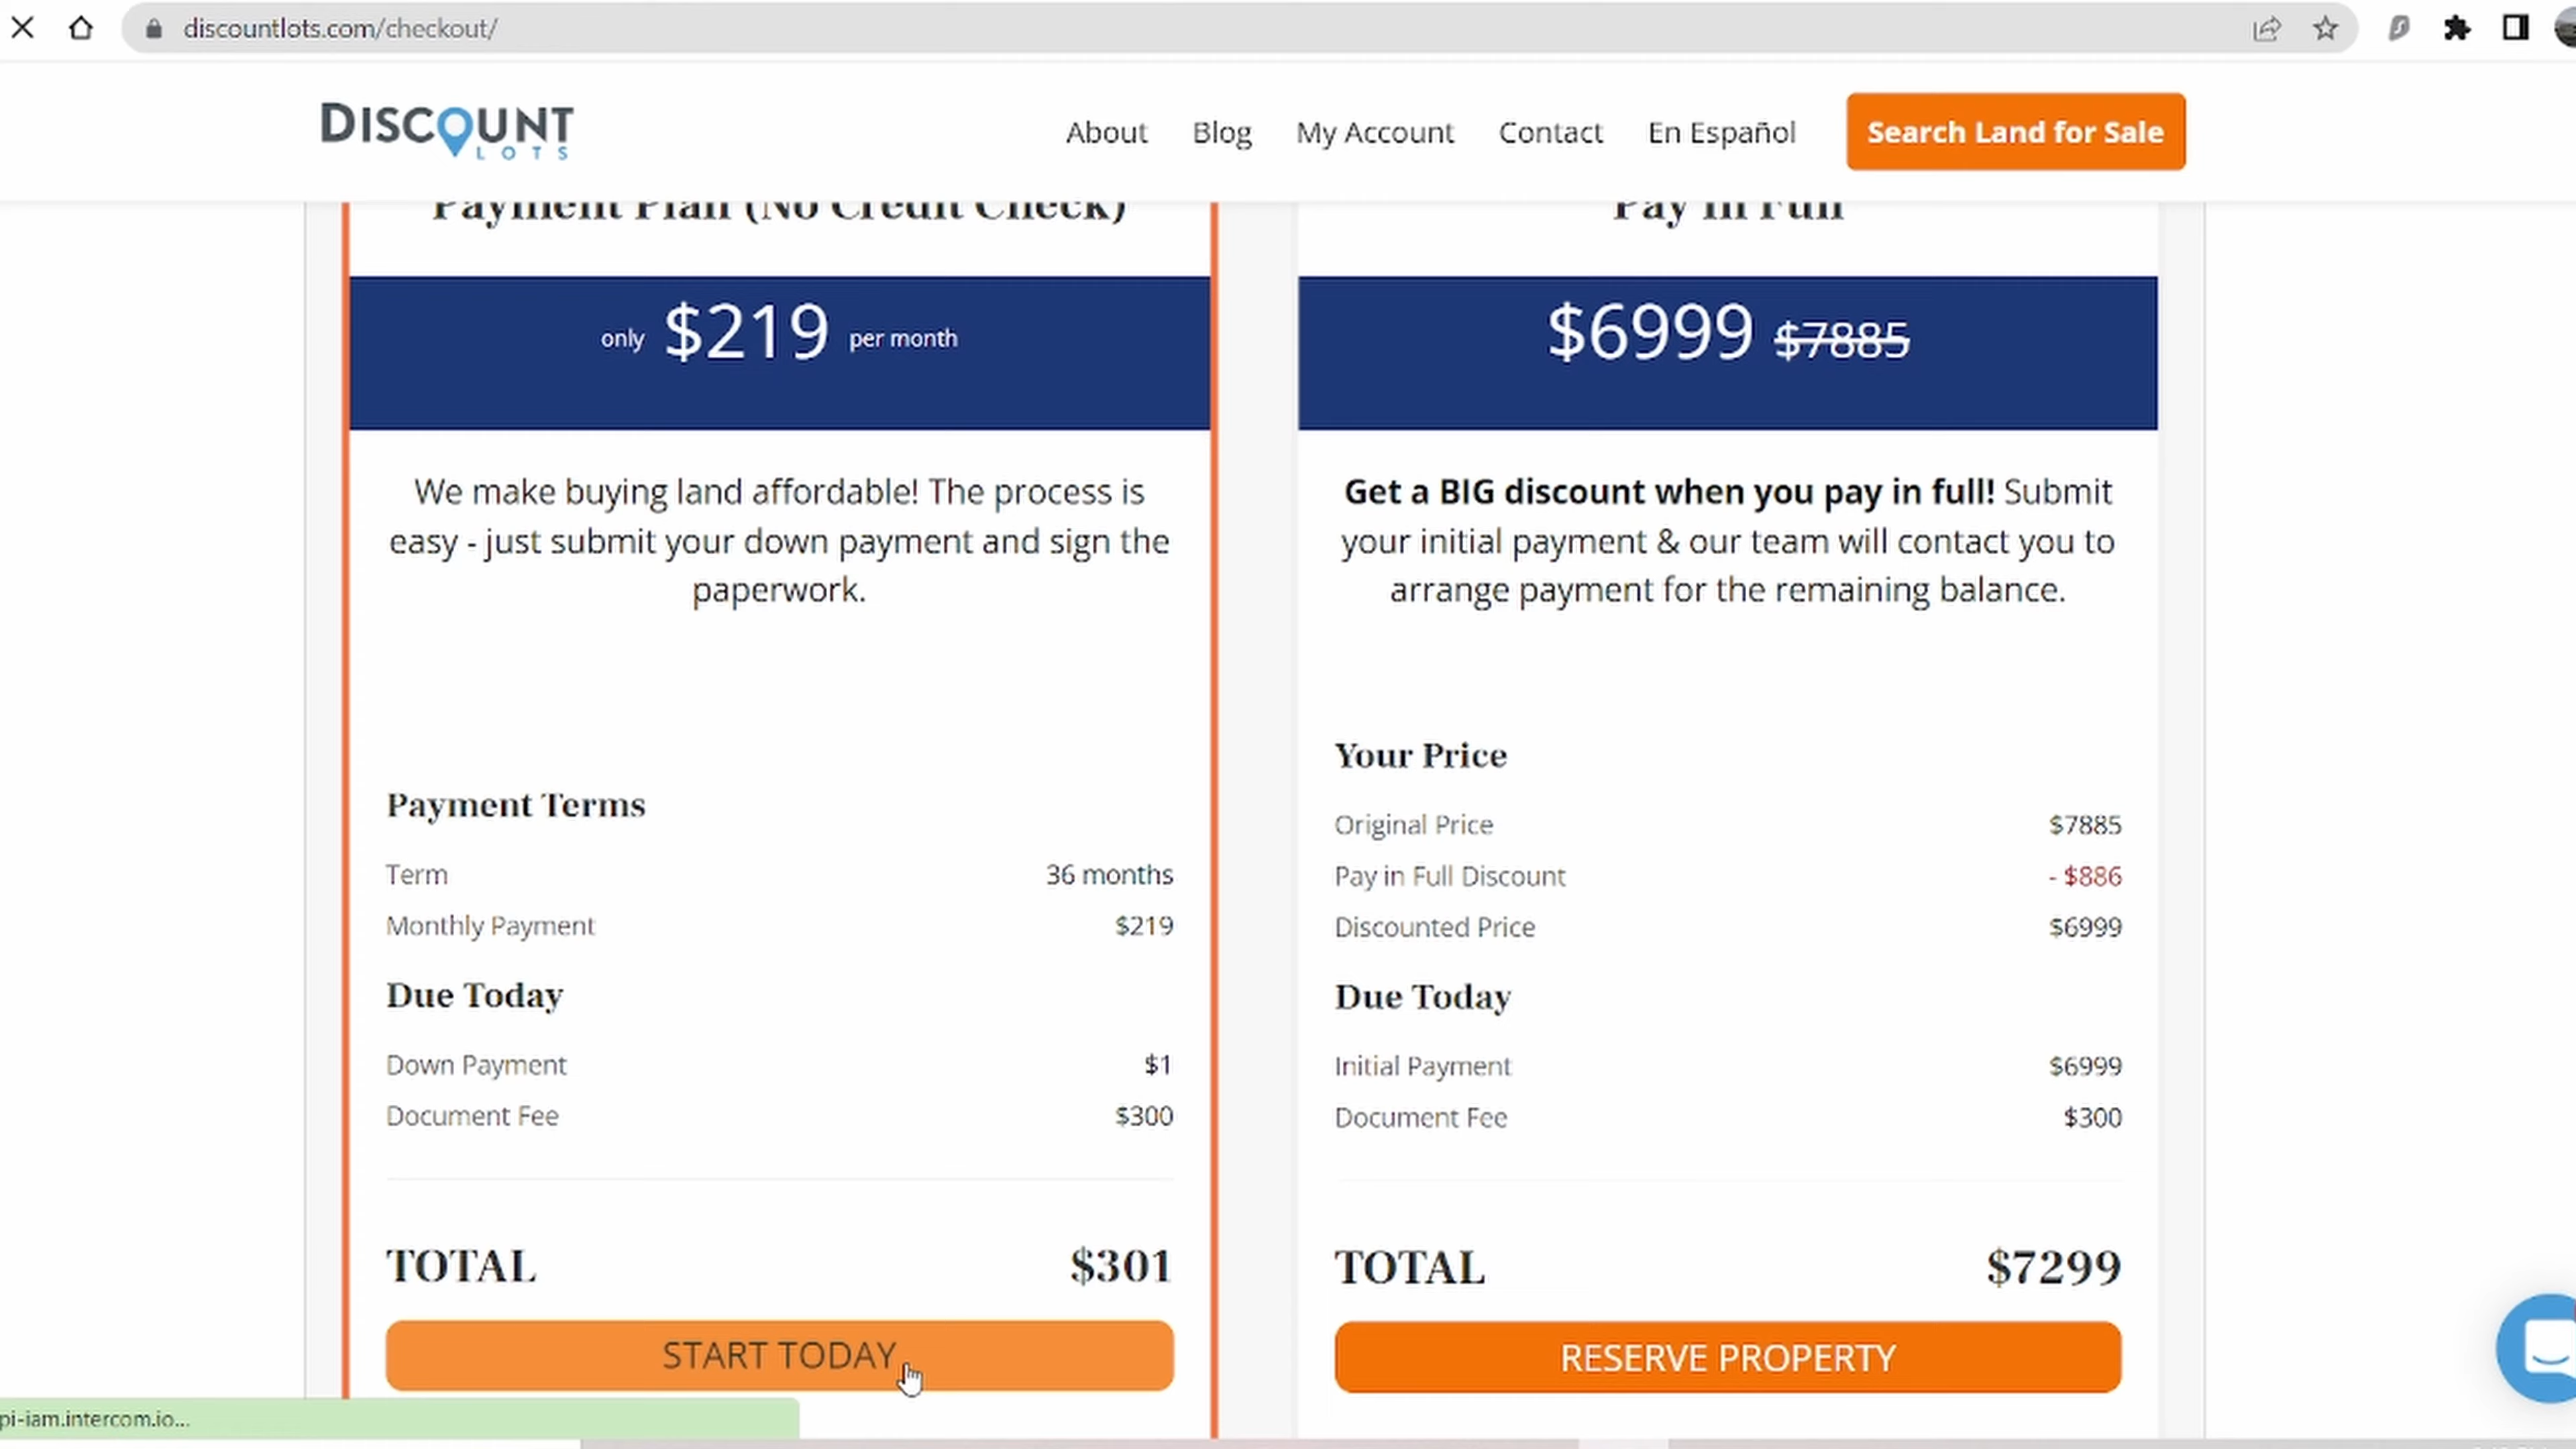 discountlots.com/checkout/
DISCOUNT
LOTS
About
Blog
My Account
Contact
En Español
Search Land for Sale
Payment Plan (No Credit Check)
only $219 per month
We make buying land affordable! The process is
easy - just submit your down payment and sign the
paperwork.
Payment Terms
Term 36 months
Monthly Payment $219
Due Today
Down Payment $1
Document Fee $300
TOTAL $301
START TODAY
Pay in Full
$6999 $7885
Get a BIG discount when you pay in full! Submit
your initial payment & our team will contact you to
arrange payment for the remaining balance.
Your Price
Original Price $7885
Pay in Full Discount - $886
Discounted Price $6999
Due Today
Initial Payment $6999
Document Fee $300
TOTAL $7299
RESERVE PROPERTY
pi-iam.intercom.io...